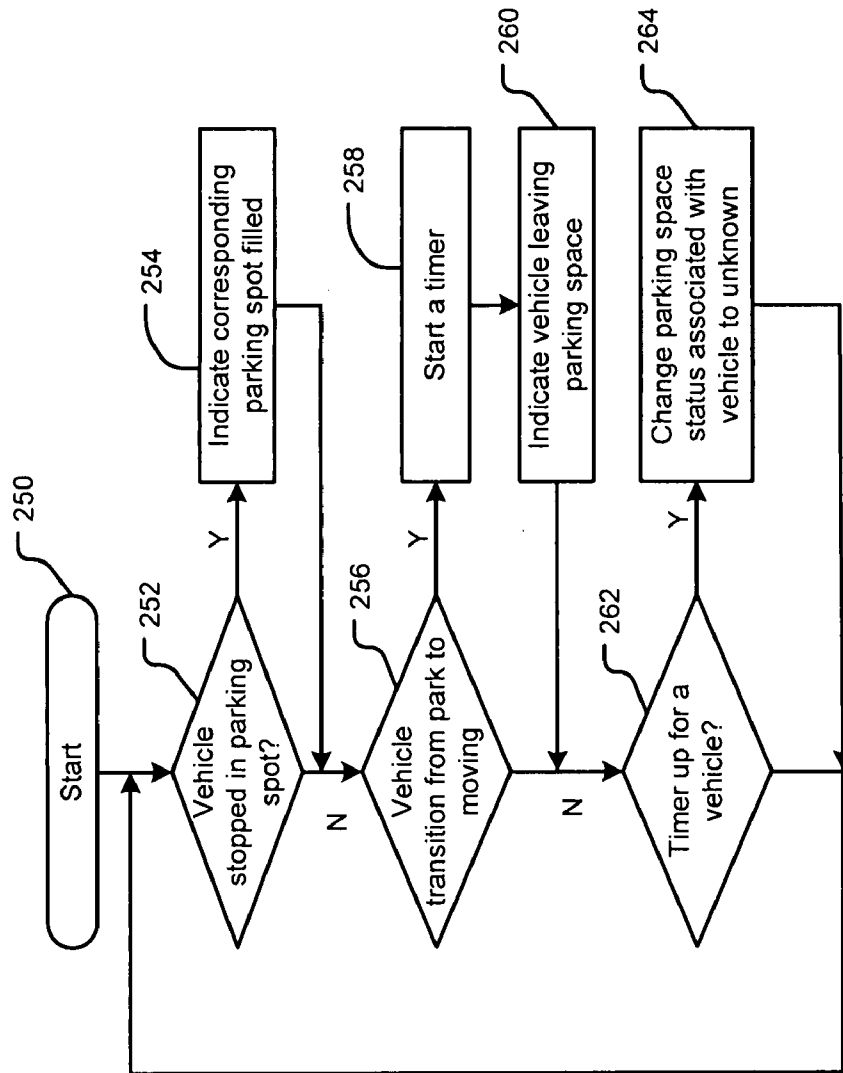 Start
250
Vehicle
stopped in parking
spot?
252
Y
N
Indicate corresponding
parking spot filled
254
Vehicle
transition from park to
moving
256
Y
N
Start a timer
258
Indicate vehicle leaving
parking space
260
Timer up for a
vehicle?
262
Y
Change parking space
status associated with
vehicle to unknown
264